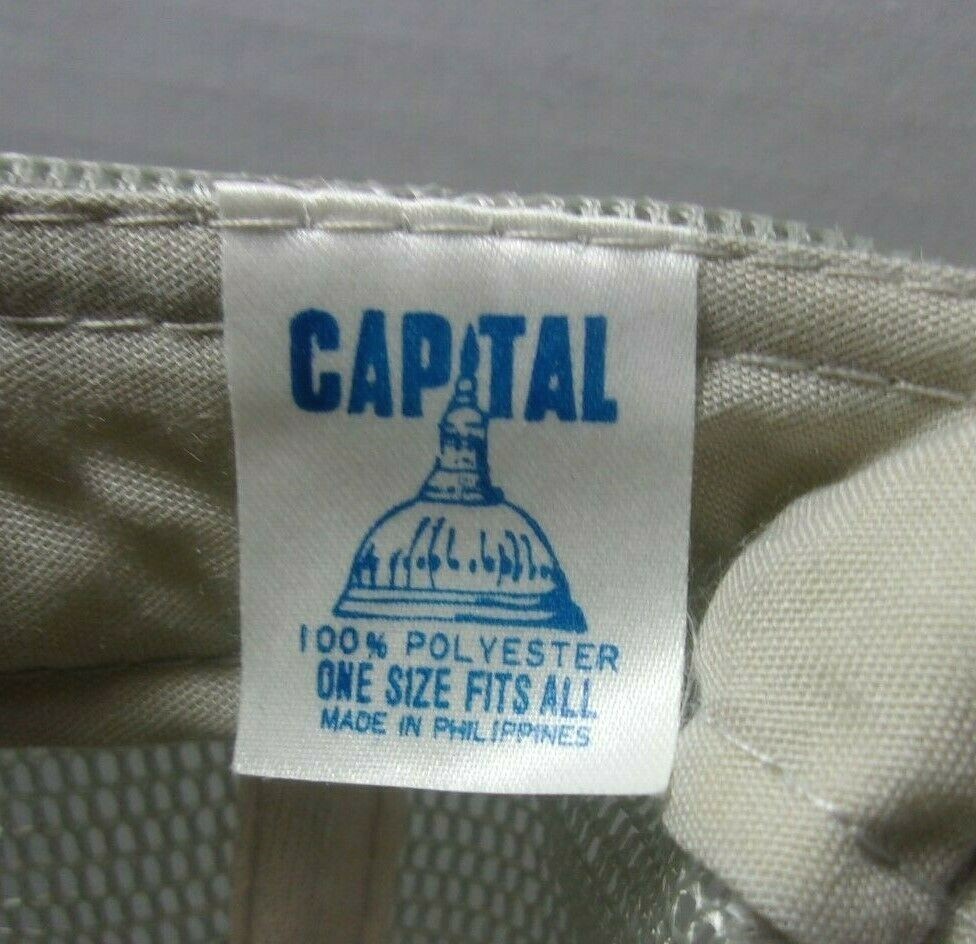 CAPITAL
100% POLYESTER
ONE SIZE FITS ALL
MADE IN PHILIPPINES